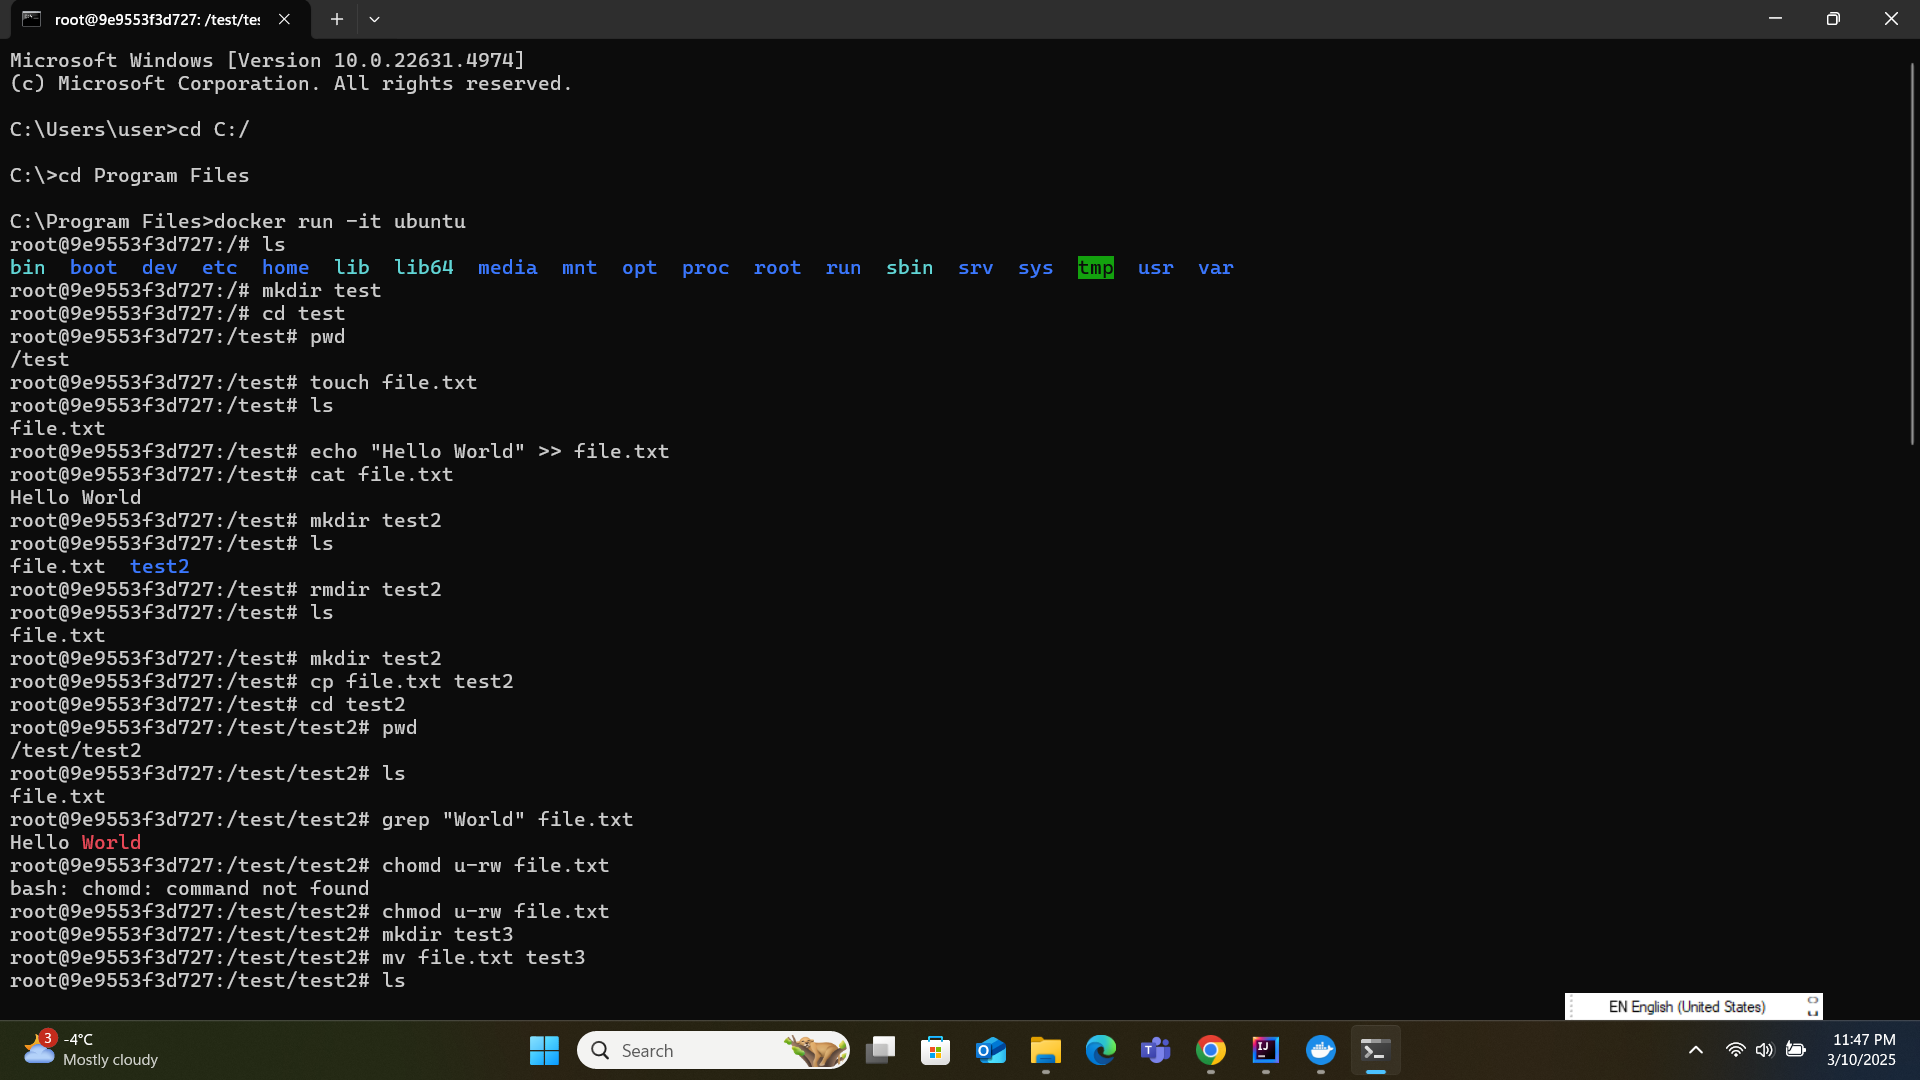 root@9e9553f3d727: /test/tes
Microsoft Windows [Version 10.0.22631.4974]
(c) Microsoft Corporation. All rights reserved.
C:\Users\user>cd C:/
C:\>cd Program Files
C:\Program Files>docker run -it ubuntu
root@9e9553f3d727:/# ls
bin  boot  dev  etc  home  lib  lib64  media  mnt  opt  proc  root  run  sbin  srv  sys  tmp  usr  var
root@9e9553f3d727:/# mkdir test
root@9e9553f3d727:/# cd test
root@9e9553f3d727:/test# pwd
/test
root@9e9553f3d727:/test# touch file.txt
root@9e9553f3d727:/test# ls
file.txt
root@9e9553f3d727:/test# echo "Hello World" >> file.txt
root@9e9553f3d727:/test# cat file.txt
Hello World
root@9e9553f3d727:/test# mkdir test2
root@9e9553f3d727:/test# ls
file.txt  test2
root@9e9553f3d727:/test# rmdir test2
root@9e9553f3d727:/test# ls
file.txt
root@9e9553f3d727:/test# mkdir test2
root@9e9553f3d727:/test# cp file.txt test2
root@9e9553f3d727:/test# cd test2
root@9e9553f3d727:/test/test2# pwd
/test/test2
root@9e9553f3d727:/test/test2# ls
file.txt
root@9e9553f3d727:/test/test2# grep "World" file.txt
Hello World
root@9e9553f3d727:/test/test2# chomd u-rw file.txt
bash: chomd: command not found
root@9e9553f3d727:/test/test2# chmod u-rw file.txt
root@9e9553f3d727:/test/test2# mkdir test3
root@9e9553f3d727:/test/test2# mv file.txt test3
root@9e9553f3d727:/test/test2# ls
EN English (United States)
3
-4°C
Mostly cloudy
Search
11:47 PM
3/10/2025